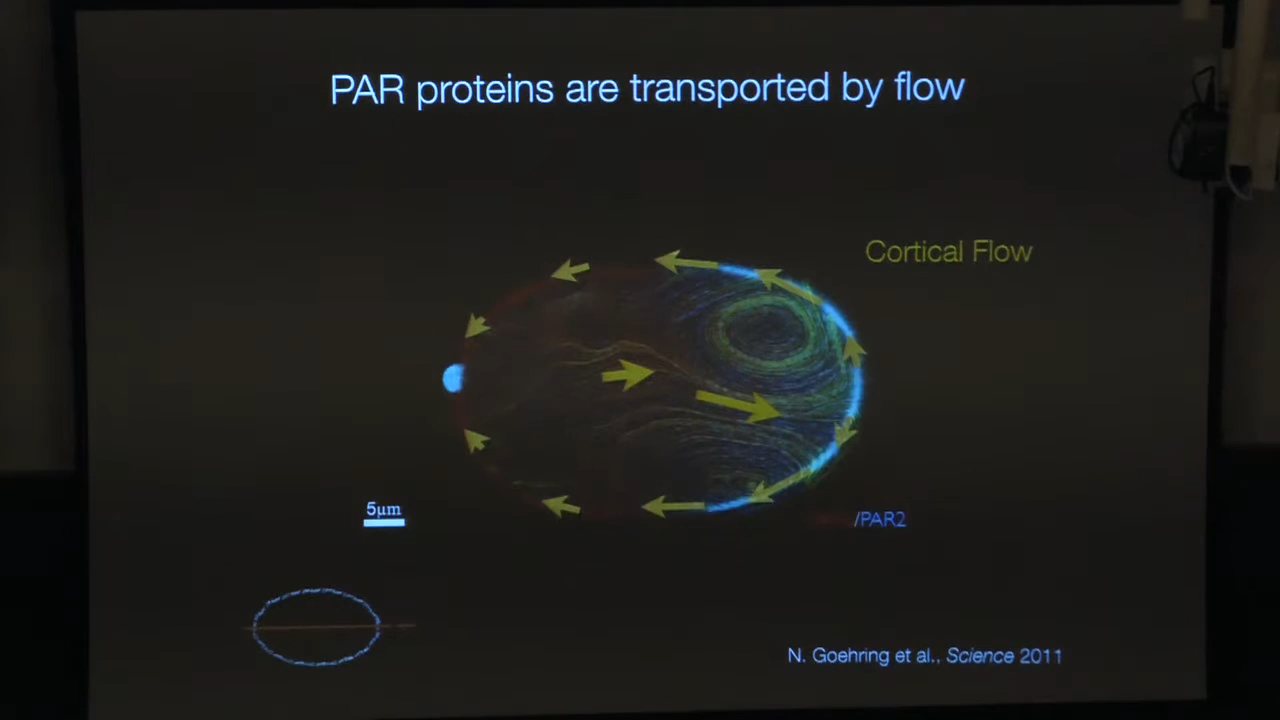 PAR proteins are transported by flow
Cortical Flow
5µm
/PAR2
N. Goehring et al., Science 2011